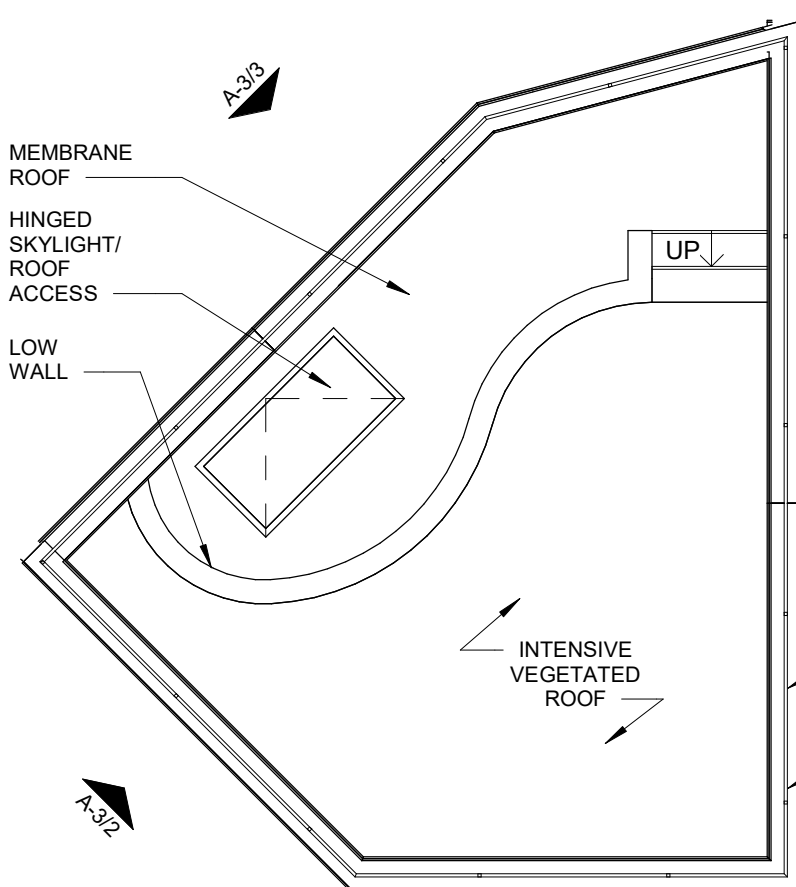 A-3/3
MEMBRANE
ROOF
HINGED
SKYLIGHT/
ROOF
ACCESS
UP
LOW
WALL
INTENSIVE
VEGETATED
ROOF
A-3/2